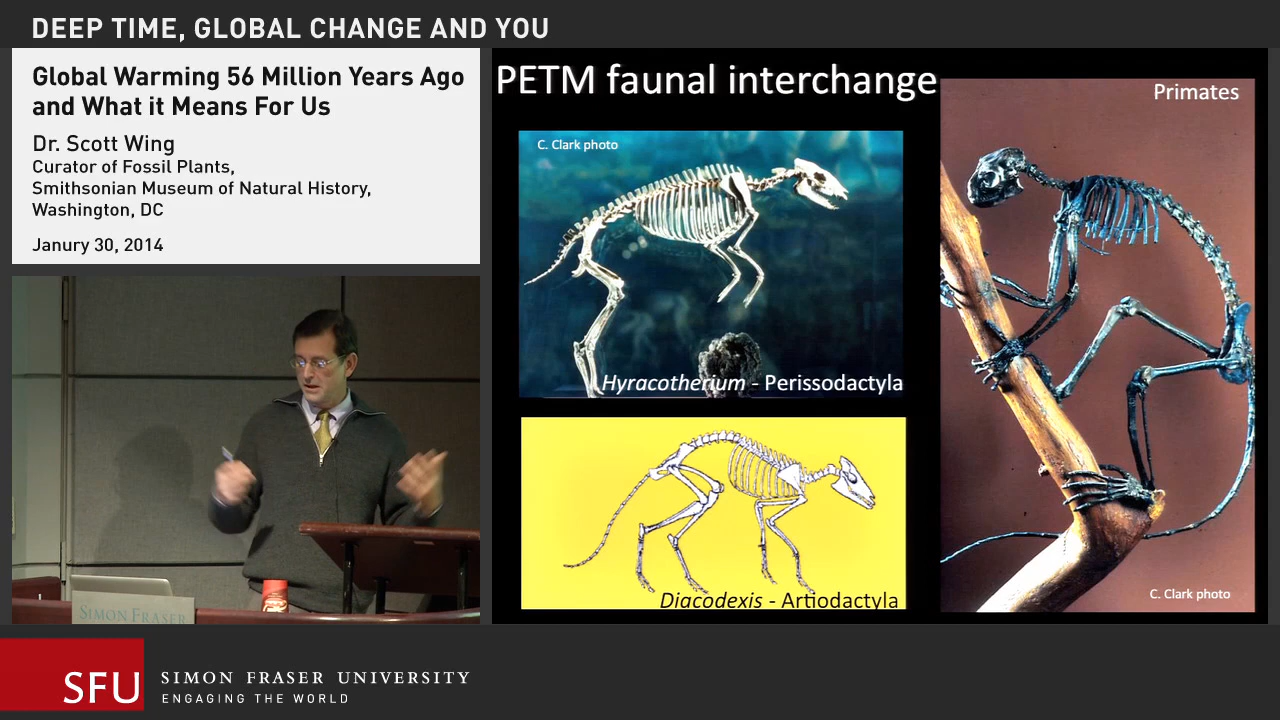 DEEP TIME, GLOBAL CHANGE AND YOU
Global Warming 56 Million Years Ago
and What it Means For Us
Dr. Scott Wing
Curator of Fossil Plants,
Smithsonian Museum of Natural History,
Washington, DC
Janury 30, 2014
PETM faunal interchange
C. Clark photo
Hyracotherium - Perissodactyla
Diacodexis - Artiodactyla
Primates
C. Clark photo
SIMON FRASER
SFU
SIMON FRASER UNIVERSITY
ENGAGING THE WORLD